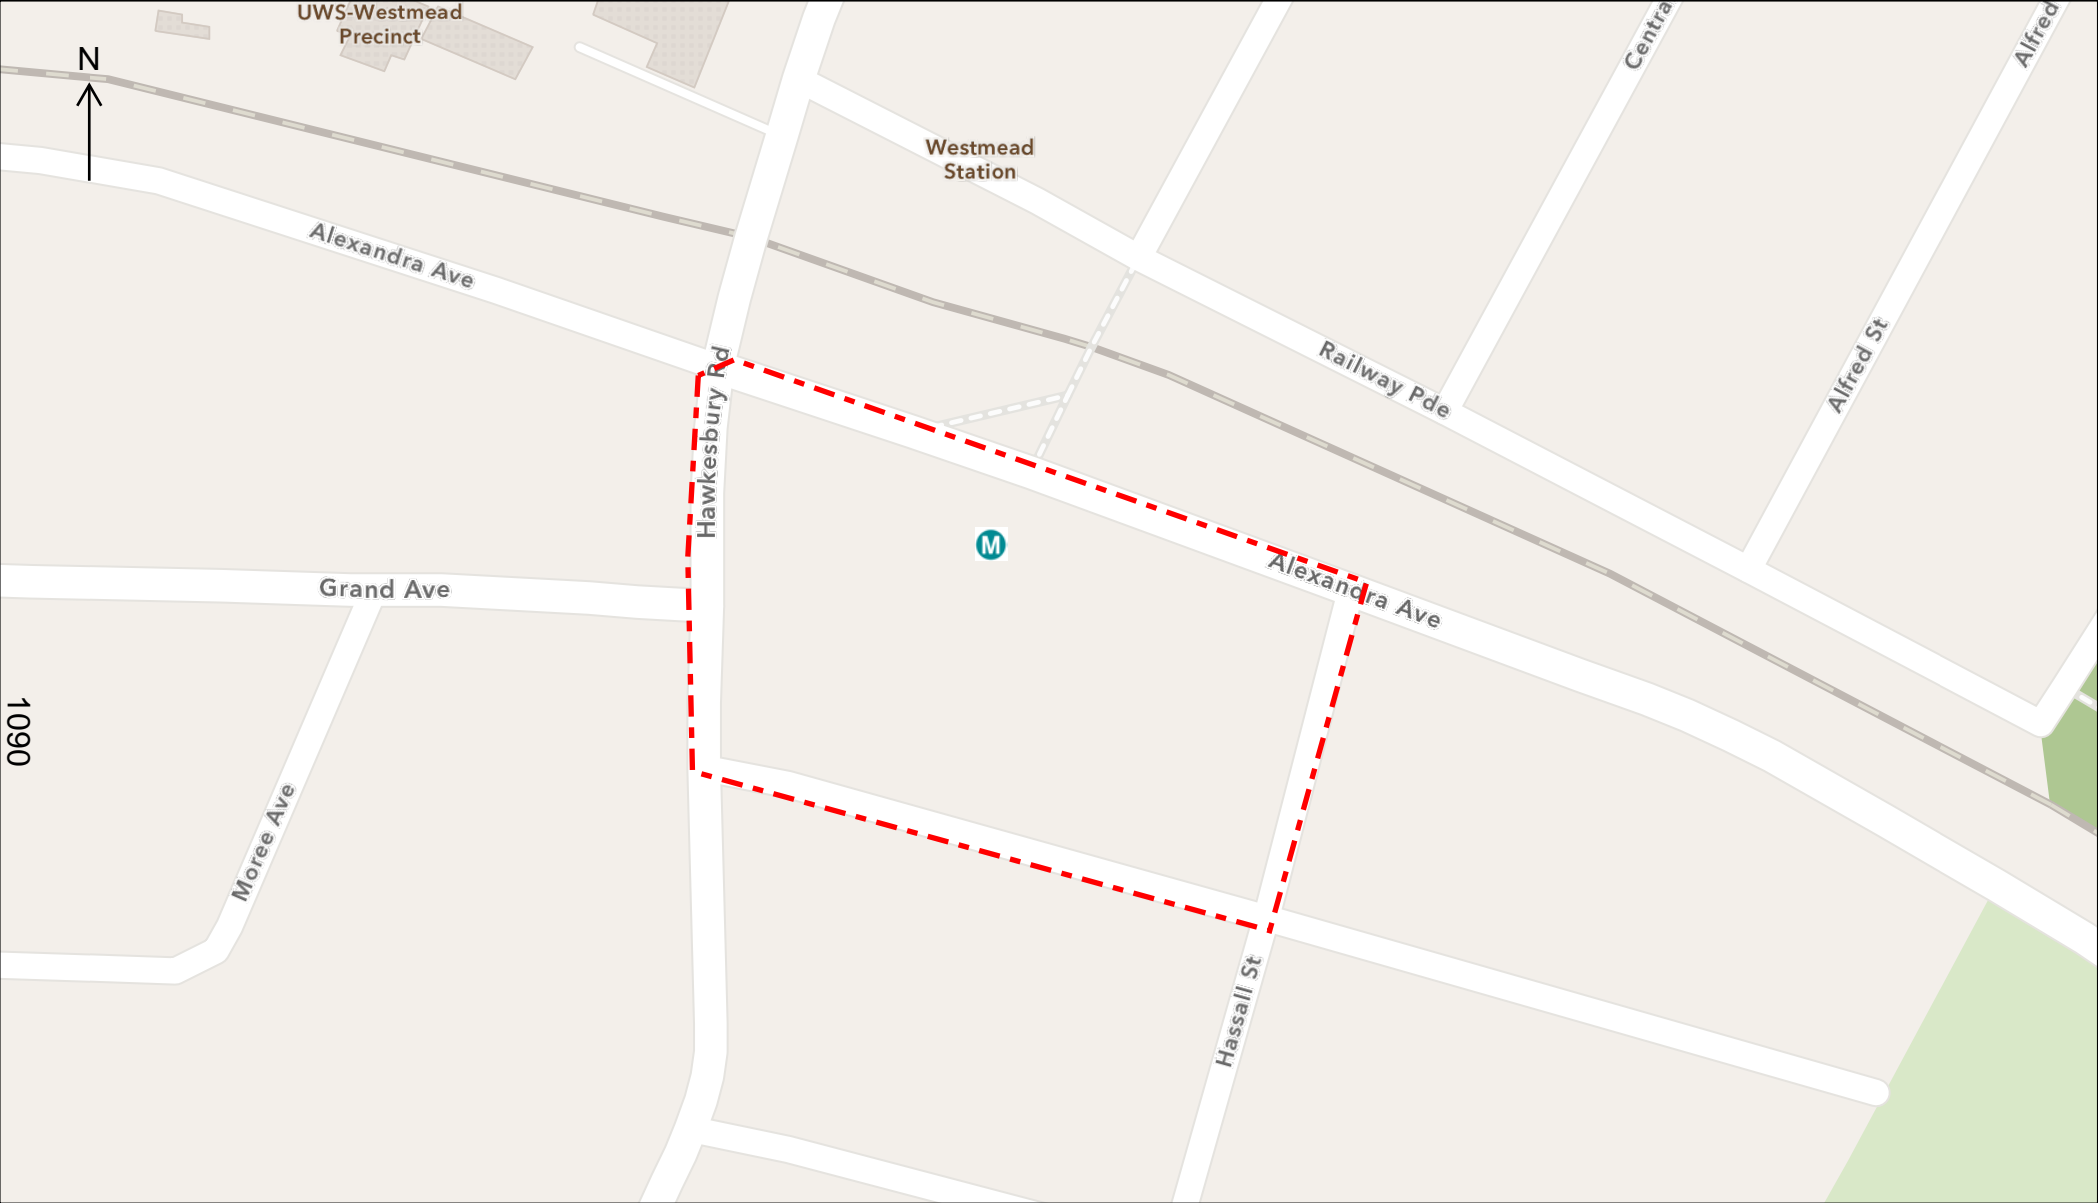 UWS-Westmead
Precinct
N
Centra
Alfred
Westmead
Station
Alexandra Ave
Hawkesbury Rd
Railway Pde
Alfred St
M
Alexandra Ave
Grand Ave
1090
Moree Ave
Hassall St